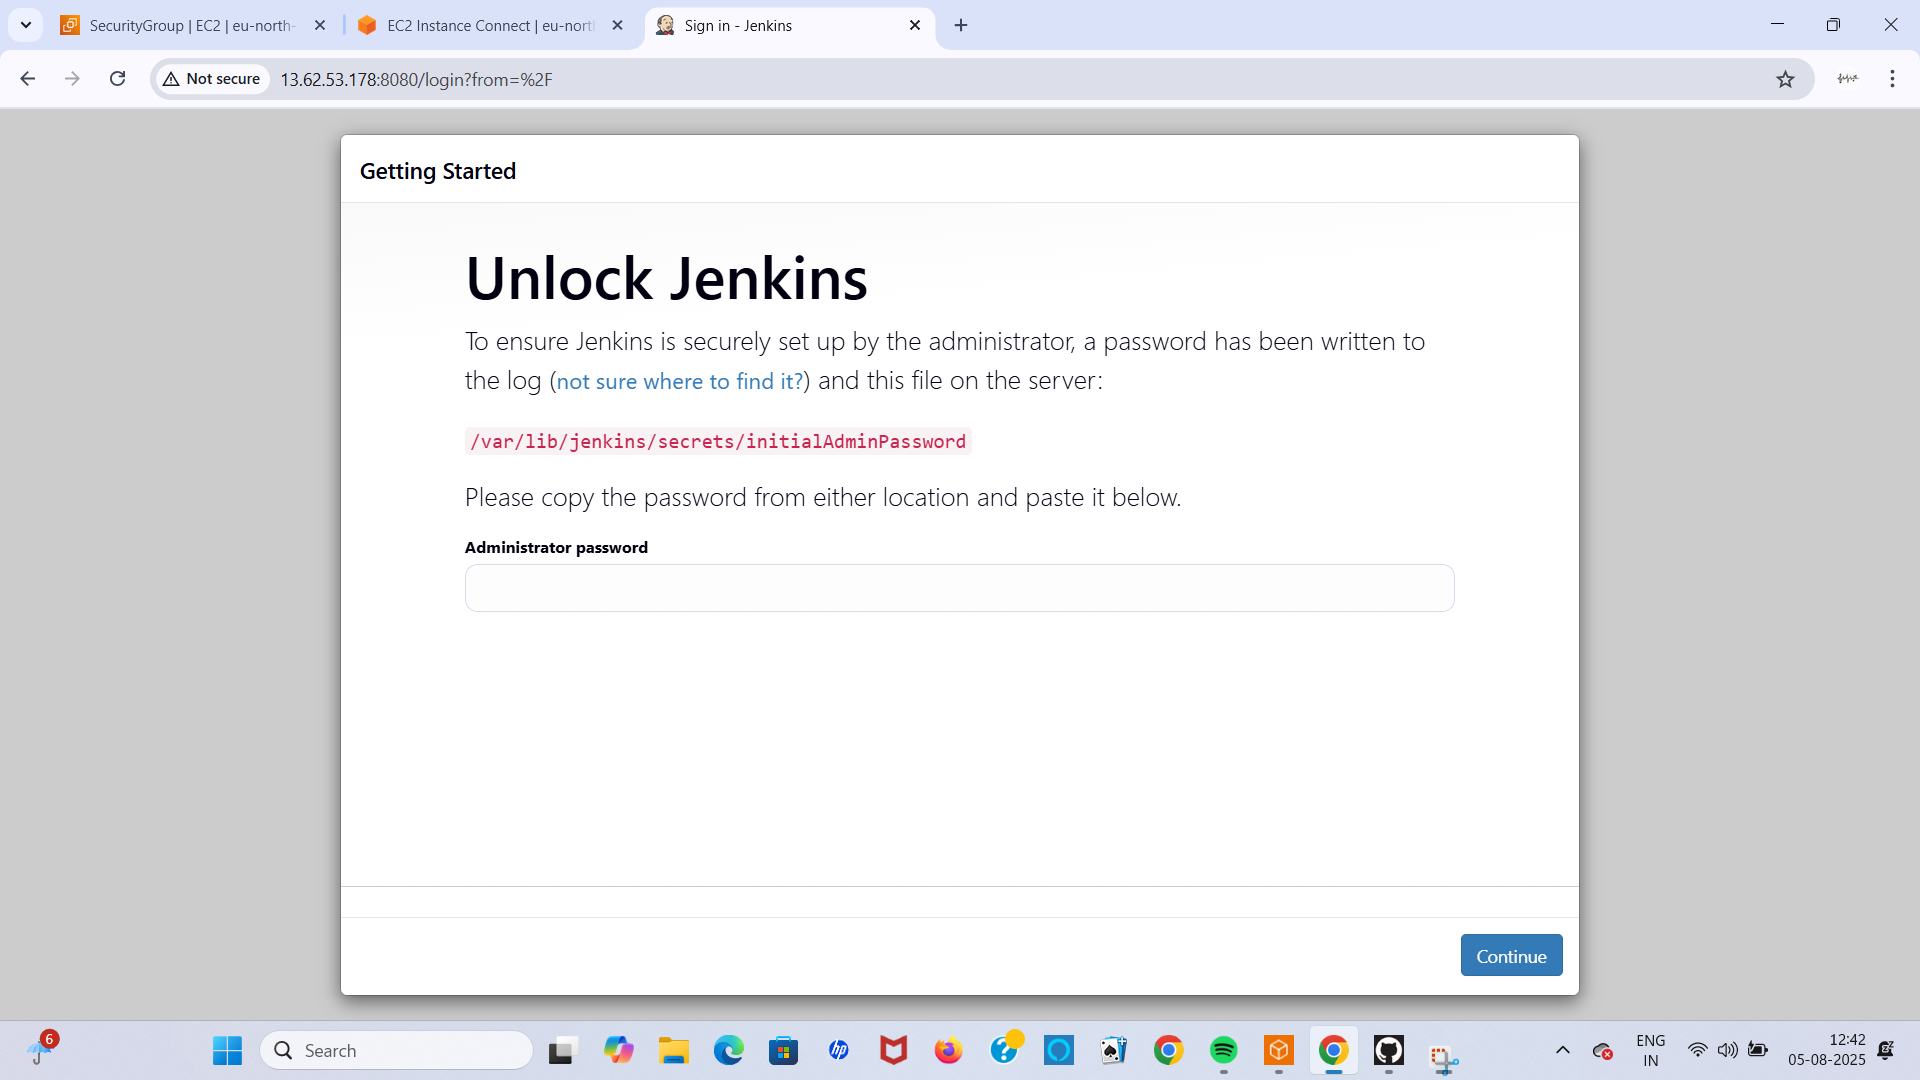 SecurityGroup | EC2 | eu-north-
EC2 Instance Connect | eu-nort
Sign in - Jenkins
Not secure
13.62.53.178:8080/login?from=%2F
Getting Started
Unlock Jenkins
To ensure Jenkins is securely set up by the administrator, a password has been written to
the log (not sure where to find it?) and this file on the server:
/var/lib/jenkins/secrets/initialAdminPassword
Please copy the password from either location and paste it below.
Administrator password
Continue
6
Search
hp
ENG
IN
12:42
05-08-2025